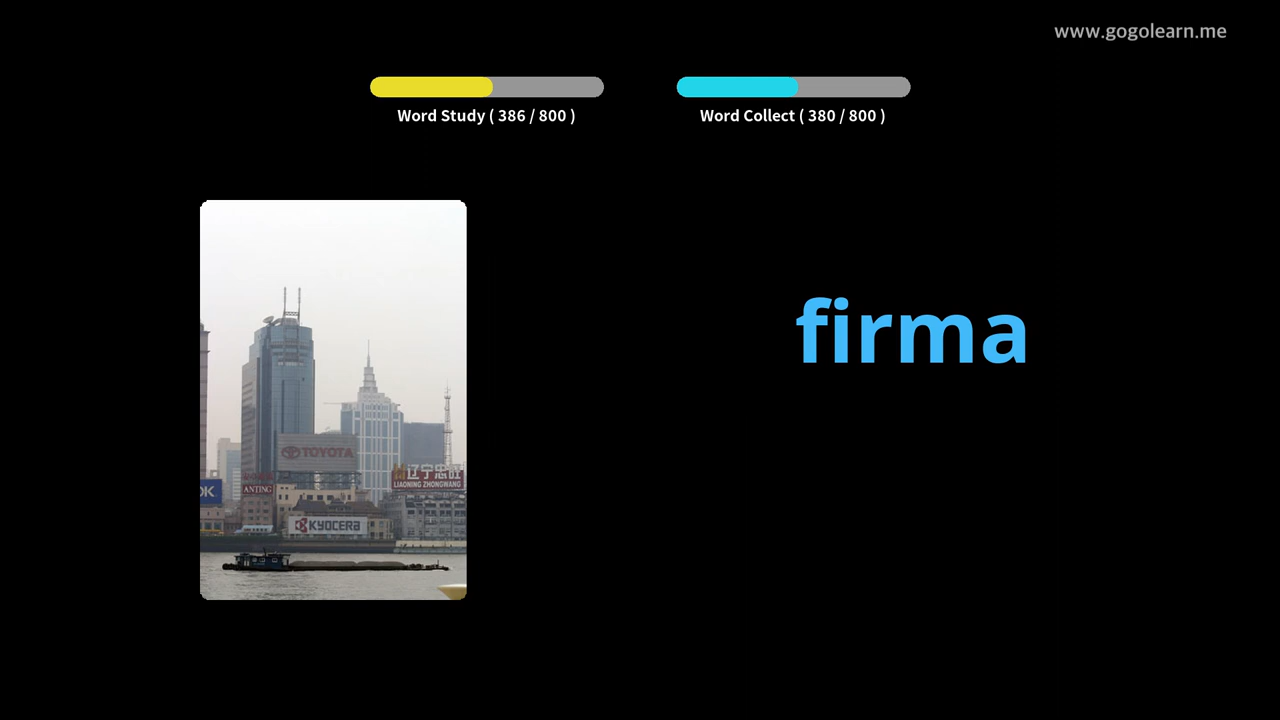 www.gogolearn.me
Word Study ( 386 / 800 )
Word Collect ( 380 / 800 )
firma
TOYOTA
OK
ANTING
辽宁忠旺
LIAONING ZHONGWANG
KYOCERA